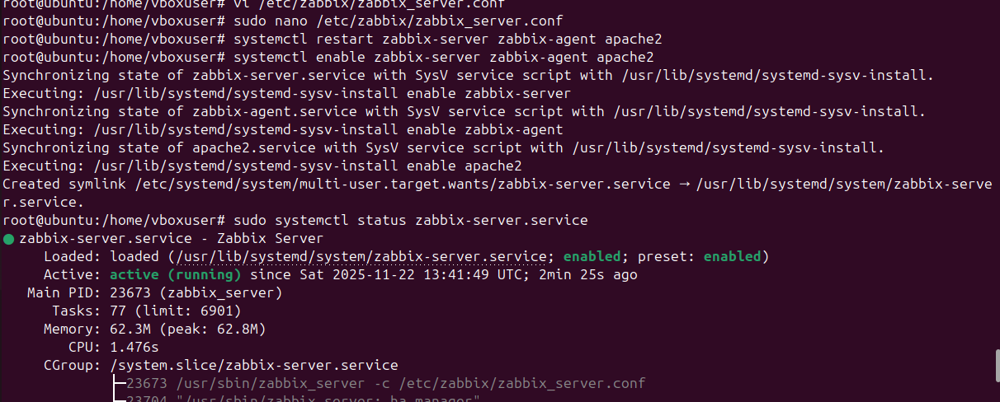 root@ubuntu:/home/vboxuser# vi /etc/zabbix/zabbix_server.conf
root@ubuntu:/home/vboxuser# sudo nano /etc/zabbix/zabbix_server.conf
root@ubuntu:/home/vboxuser# systemctl restart zabbix-server zabbix-agent apache2
root@ubuntu:/home/vboxuser# systemctl enable zabbix-server zabbix-agent apache2
Synchronizing state of zabbix-server.service with SysV service script with /usr/lib/systemd/systemd-sysv-install.
Executing: /usr/lib/systemd/systemd-sysv-install enable zabbix-server
Synchronizing state of zabbix-agent.service with SysV service script with /usr/lib/systemd/systemd-sysv-install.
Executing: /usr/lib/systemd/systemd-sysv-install enable zabbix-agent
Synchronizing state of apache2.service with SysV service script with /usr/lib/systemd/systemd-sysv-install.
Executing: /usr/lib/systemd/systemd-sysv-install enable apache2
Created symlink /etc/systemd/system/multi-user.target.wants/zabbix-server.service → /usr/lib/systemd/system/zabbix-serve
r.service.
root@ubuntu:/home/vboxuser# sudo systemctl status zabbix-server.service
● zabbix-server.service - Zabbix Server
Loaded: loaded (/usr/lib/systemd/system/zabbix-server.service; enabled; preset: enabled)
Active: active (running) since Sat 2025-11-22 13:41:49 UTC; 2min 25s ago
Main PID: 23673 (zabbix_server)
Tasks: 77 (limit: 6901)
Memory: 62.3M (peak: 62.8M)
CPU: 1.476s
CGroup: /system.slice/zabbix-server.service
├─23673 /usr/sbin/zabbix_server -c /etc/zabbix/zabbix_server.conf
├─23704 "/usr/sbin/zabbix_server: ha manager"